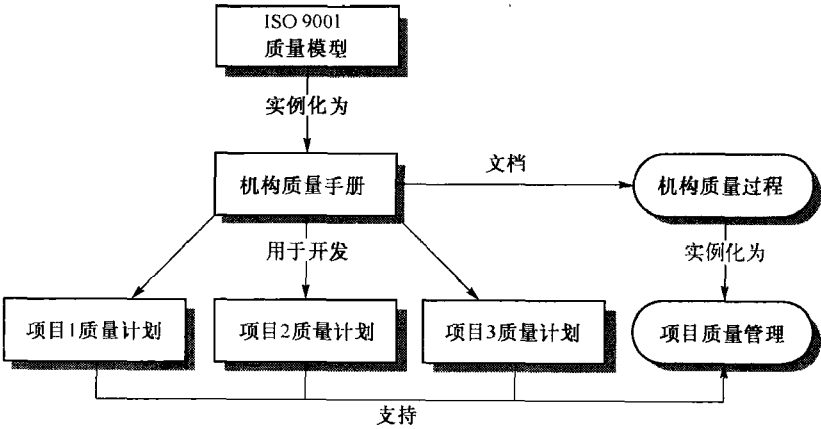 ISO 9001
质量模型
实例化为
机构质量手册
文档
机构质量过程
用于开发
实例化为
项目1质量计划
项目2质量计划
项目3质量计划
项目质量管理
支持